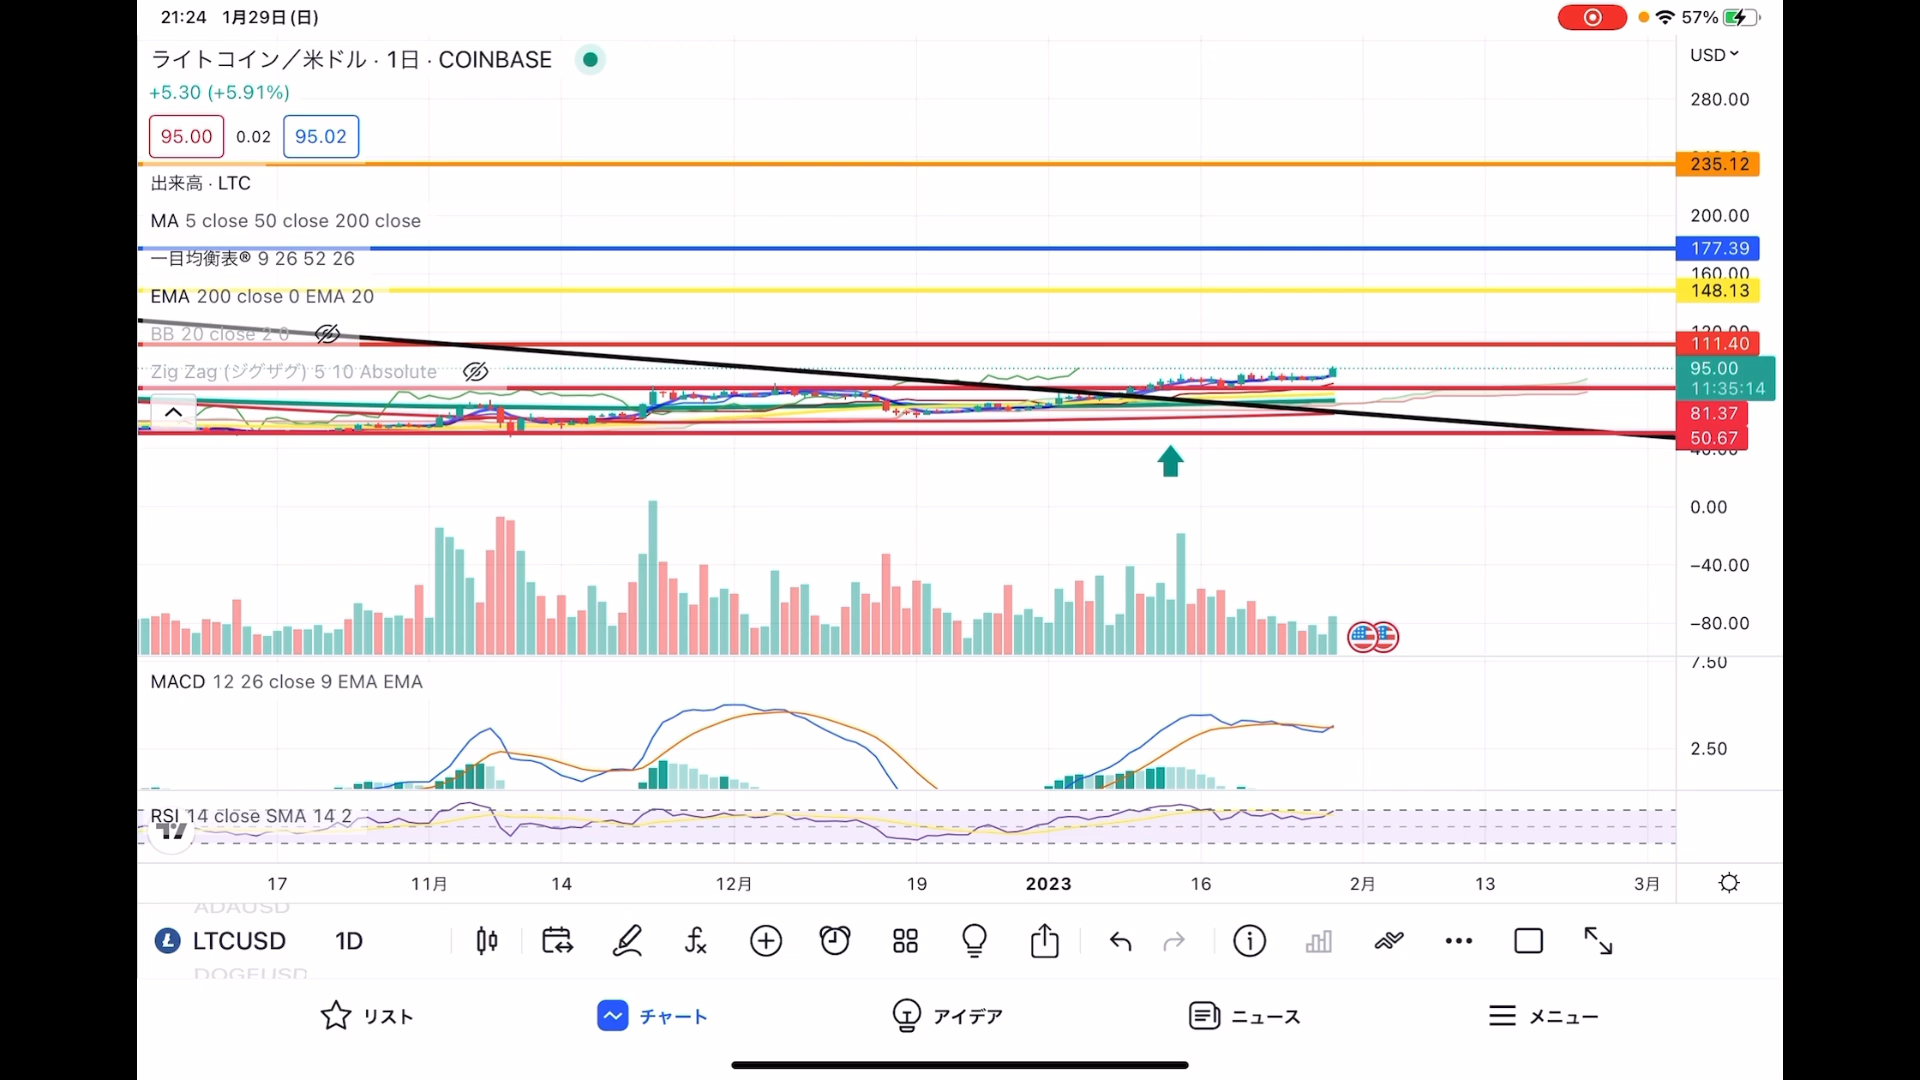 21:24 1月29日(日)
57%
ライトコイン／米ドル · 1日 · COINBASE
USD
+5.30 (+5.91%)
280.00
95.00 0.02 95.02
235.12
出来高 · LTC
200.00
MA 5 close 50 close 200 close
177.39
一目均衡表® 9 26 52 26
160.00
148.13
EMA 200 close 0 EMA 20
120.00
BB 20 close 2 0
111.40
Zig Zag (ジグザグ) 5 10 Absolute
95.00
11:35:14
81.37
50.67
40.00
0.00
−40.00
−80.00
7.50
MACD 12 26 close 9 EMA EMA
2.50
RSI 14 close SMA 14 2
17 11月 14 12月 19 2023 16 2月 13 3月
ADAUSD
LTCUSD 1D
DOGEUSD
リスト チャート アイデア ニュース メニュー